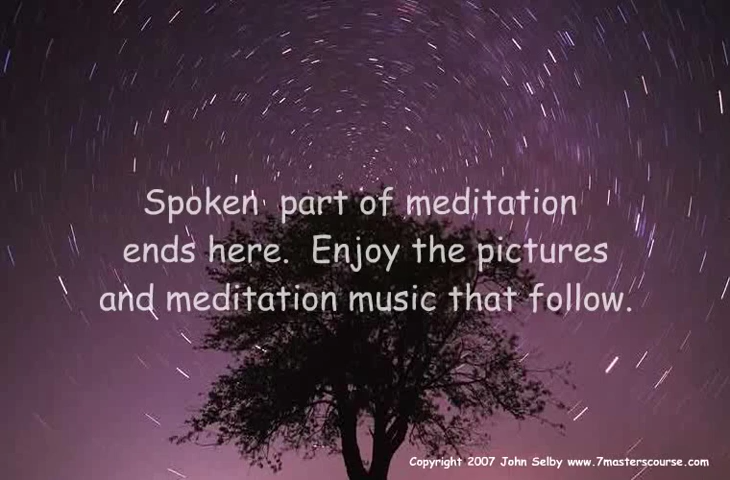 Spoken part of meditation
ends here. Enjoy the pictures
and meditation music that follow.
Copyright 2007 John Selby www.7masterscourse.com